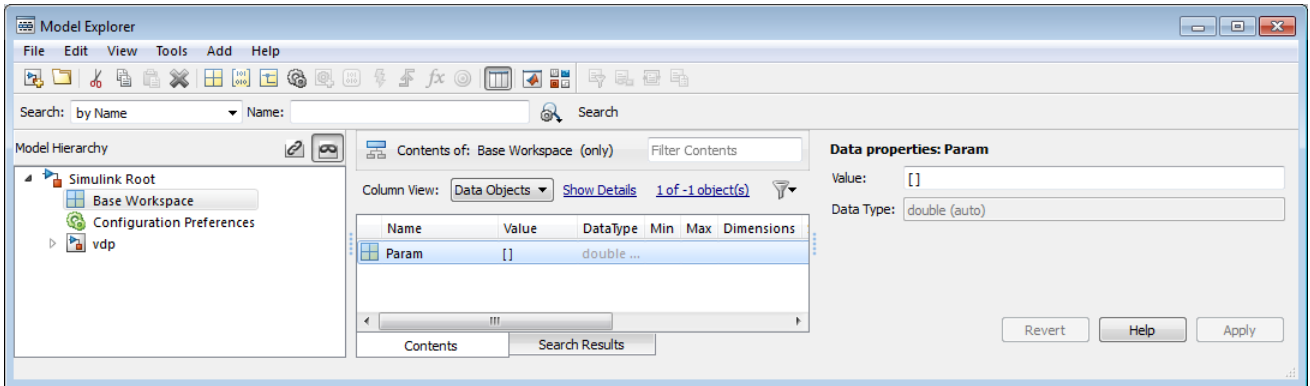 Model Explorer
File Edit View Tools Add Help
fx
Search: by Name Name: Search
Model Hierarchy
Simulink Root
Base Workspace
Configuration Preferences
vdp
Contents of: Base Workspace (only) Filter Contents
Column View: Data Objects Show Details 1 of -1 object(s)
Name Value DataType Min Max Dimensions
Param [] double ...
Contents Search Results
Data properties: Param
Value: []
Data Type: double (auto)
Revert Help Apply